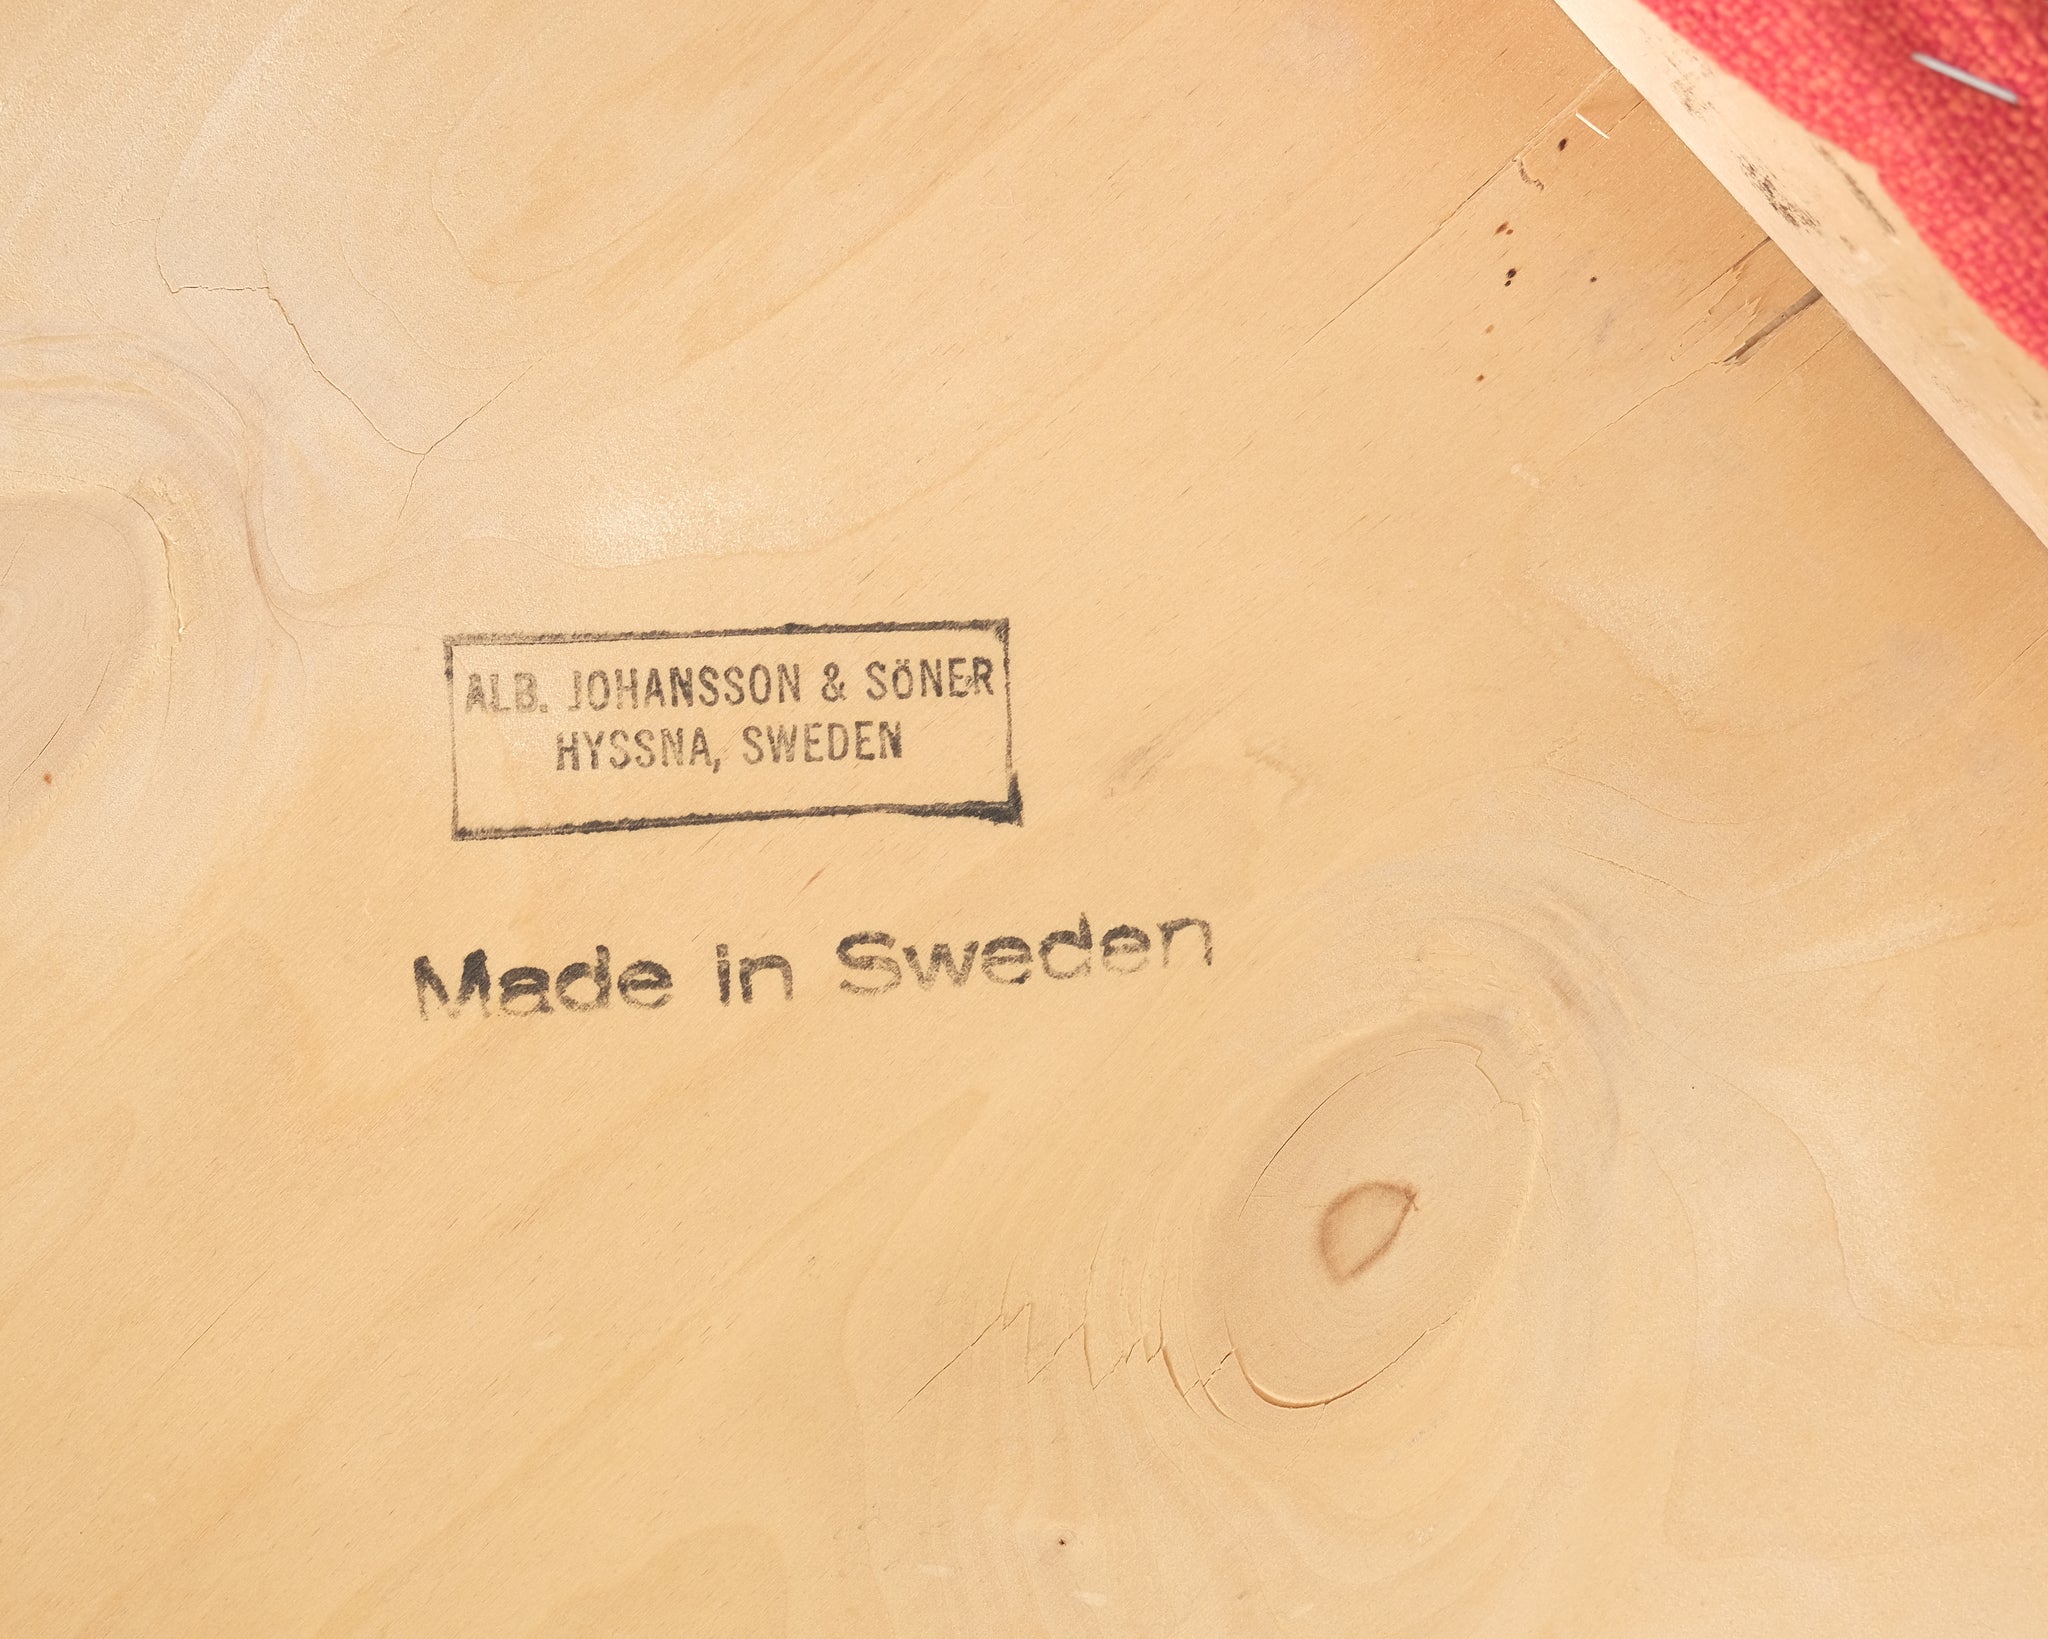 ALB. JOHANSSON & SÖNER
HYSSNA, SWEDEN
Made in Sweden